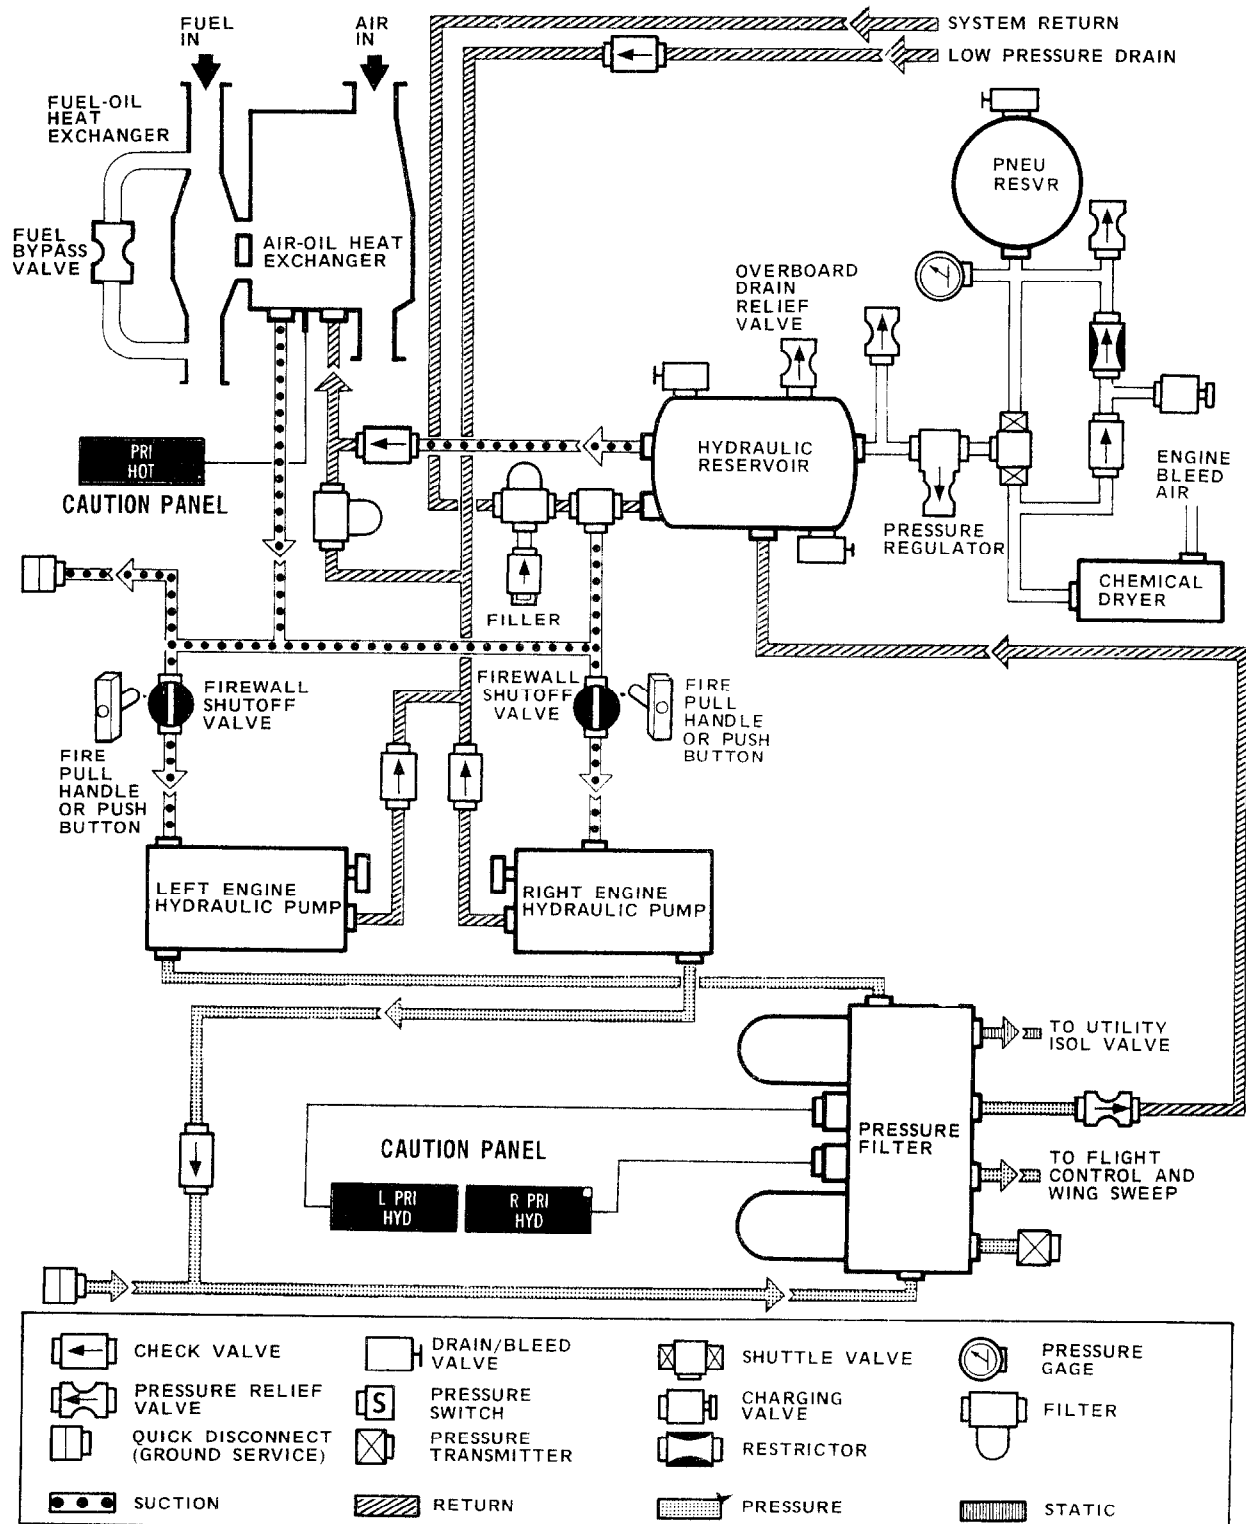 FUEL
IN
AIR
IN
SYSTEM RETURN
LOW PRESSURE DRAIN
FUEL-OIL
HEAT
EXCHANGER
PNEU
RESVR
FUEL
BYPASS
VALVE
AIR-OIL HEAT
EXCHANGER
OVERBOARD
DRAIN
RELIEF
VALVE
PRI
HOT
CAUTION PANEL
HYDRAULIC
RESERVOIR
ENGINE
BLEED
AIR
PRESSURE
REGULATOR
CHEMICAL
DRYER
FILLER
FIREWALL
SHUTOFF
VALVE
FIREWALL
SHUTOFF
VALVE
FIRE
PULL
HANDLE
OR PUSH
BUTTON
FIRE
PULL
HANDLE
OR PUSH
BUTTON
LEFT ENGINE
HYDRAULIC PUMP
RIGHT ENGINE
HYDRAULIC PUMP
TO UTILITY
ISOL VALVE
PRESSURE
FILTER
CAUTION PANEL
L PRI
HYD
R PRI
HYD
TO FLIGHT
CONTROL AND
WING SWEEP
CHECK VALVE
DRAIN/BLEED
VALVE
SHUTTLE VALVE
PRESSURE
GAGE
PRESSURE RELIEF
VALVE
S
PRESSURE
SWITCH
CHARGING
VALVE
FILTER
QUICK DISCONNECT
(GROUND SERVICE)
PRESSURE
TRANSMITTER
RESTRICTOR
SUCTION
RETURN
PRESSURE
STATIC